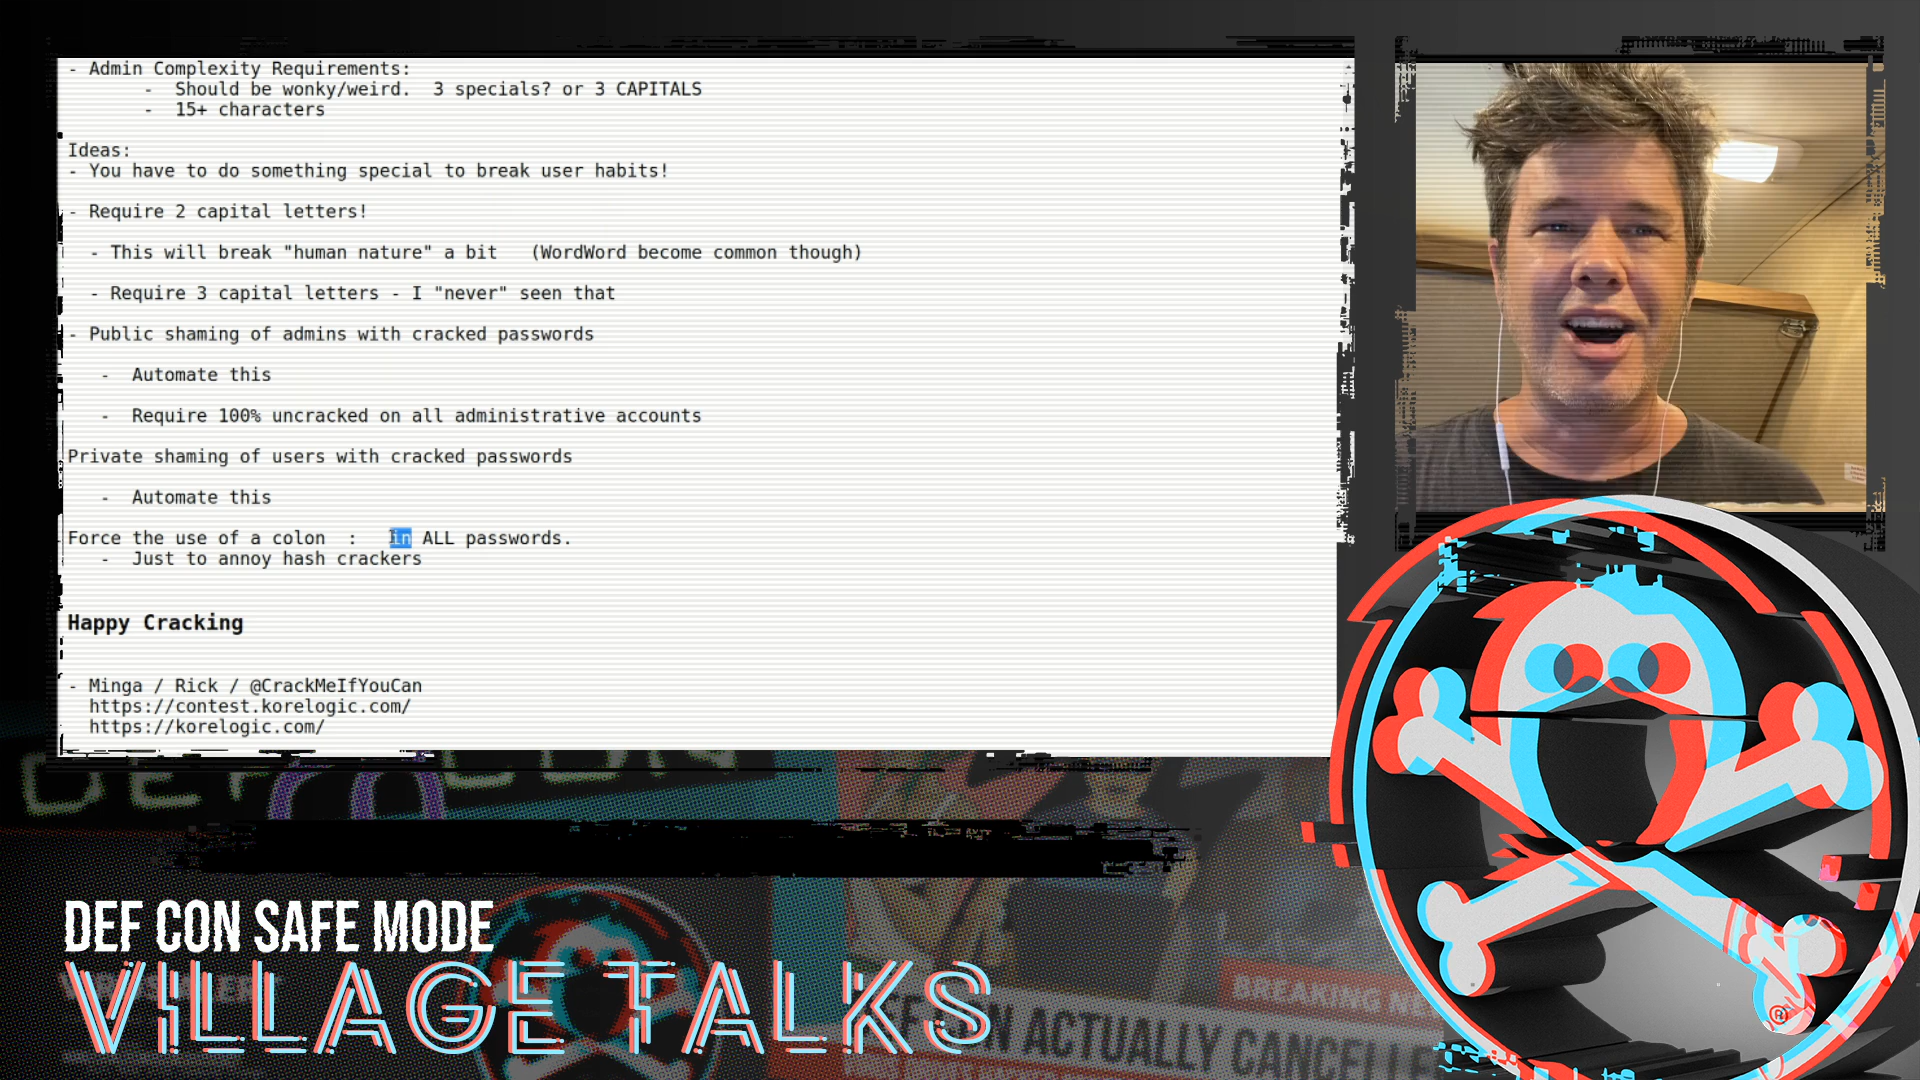 - Admin Complexity Requirements:
- Should be wonky/weird. 3 specials? or 3 CAPITALS
- 15+ characters
Ideas:
- You have to do something special to break user habits!
- Require 2 capital letters!
- This will break "human nature" a bit (WordWord become common though)
- Require 3 capital letters - I "never" seen that
- Public shaming of admins with cracked passwords
- Automate this
- Require 100% uncracked on all administrative accounts
Private shaming of users with cracked passwords
- Automate this
Force the use of a colon : in ALL passwords.
- Just to annoy hash crackers
Happy Cracking
- Minga / Rick / @CrackMeIfYouCan
https://contest.korelogic.com/
https://korelogic.com/
DEF CON
DEF CON SAFE MODE
VILLAGE TALKS
BREAKING
ACTUALLY
®